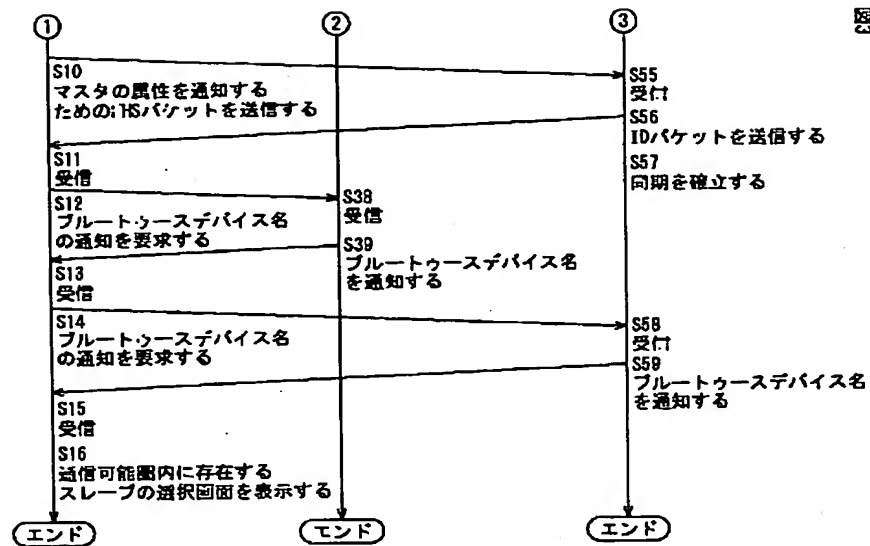 ① ② ③
S10
マスタの属性を通知する
ためのFHSパケットを送信する
S55
受付
S56
IDパケットを送信する
S11
受信
S57
同期を確立する
S12
ブルートゥースデバイス名
の通知を要求する
S38
受信
S39
ブルートゥースデバイス名
を通知する
S13
受信
S14
ブルートゥースデバイス名
の通知を要求する
S58
受付
S59
ブルートゥースデバイス名
を通知する
S15
受信
S16
通信可能圏内に存在する
スレーブの選択画面を表示する
エンド エンド エンド